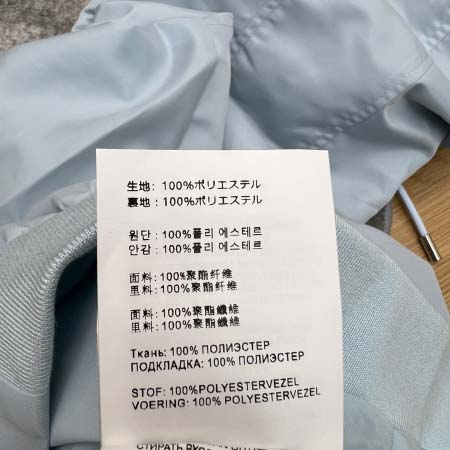 生地: 100%ポリエステル
裏地: 100%ポリエステル
원단: 100%폴리 에스테르
안감: 100%폴리 에스테르
面料: 100%聚酯纤维
里料: 100%聚酯纤维
面料: 100%聚酯纖維
里料: 100%聚酯纖維
Ткань: 100% ПОЛИЭСТЕР
ПОДКЛАДКА: 100% ПОЛИЭСТЕР
STOF: 100%POLYESTERVEZEL
VOERING: 100% POLYESTERVEZEL
СТИРАТЬ